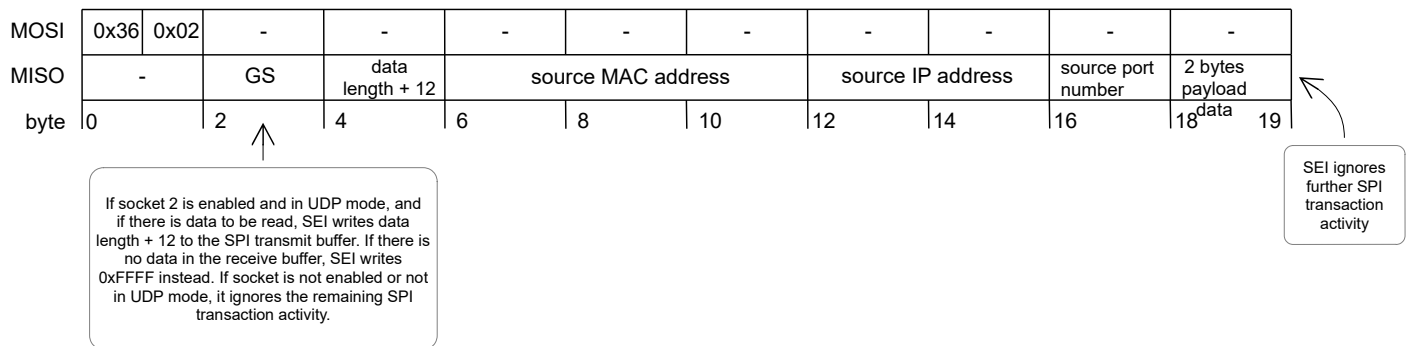 MOSI 0x36 0x02 - - - - - - - -
MISO - GS data length + 12 source MAC address source IP address source port number 2 bytes payload data
byte 0 2 4 6 8 10 12 14 16 18 19
If socket 2 is enabled and in UDP mode, and
if there is data to be read, SEI writes data
length + 12 to the SPI transmit buffer. If there is
no data in the receive buffer, SEI writes
0xFFFF instead. If socket is not enabled or not
in UDP mode, it ignores the remaining SPI
transaction activity.
SEI ignores
further SPI
transaction
activity